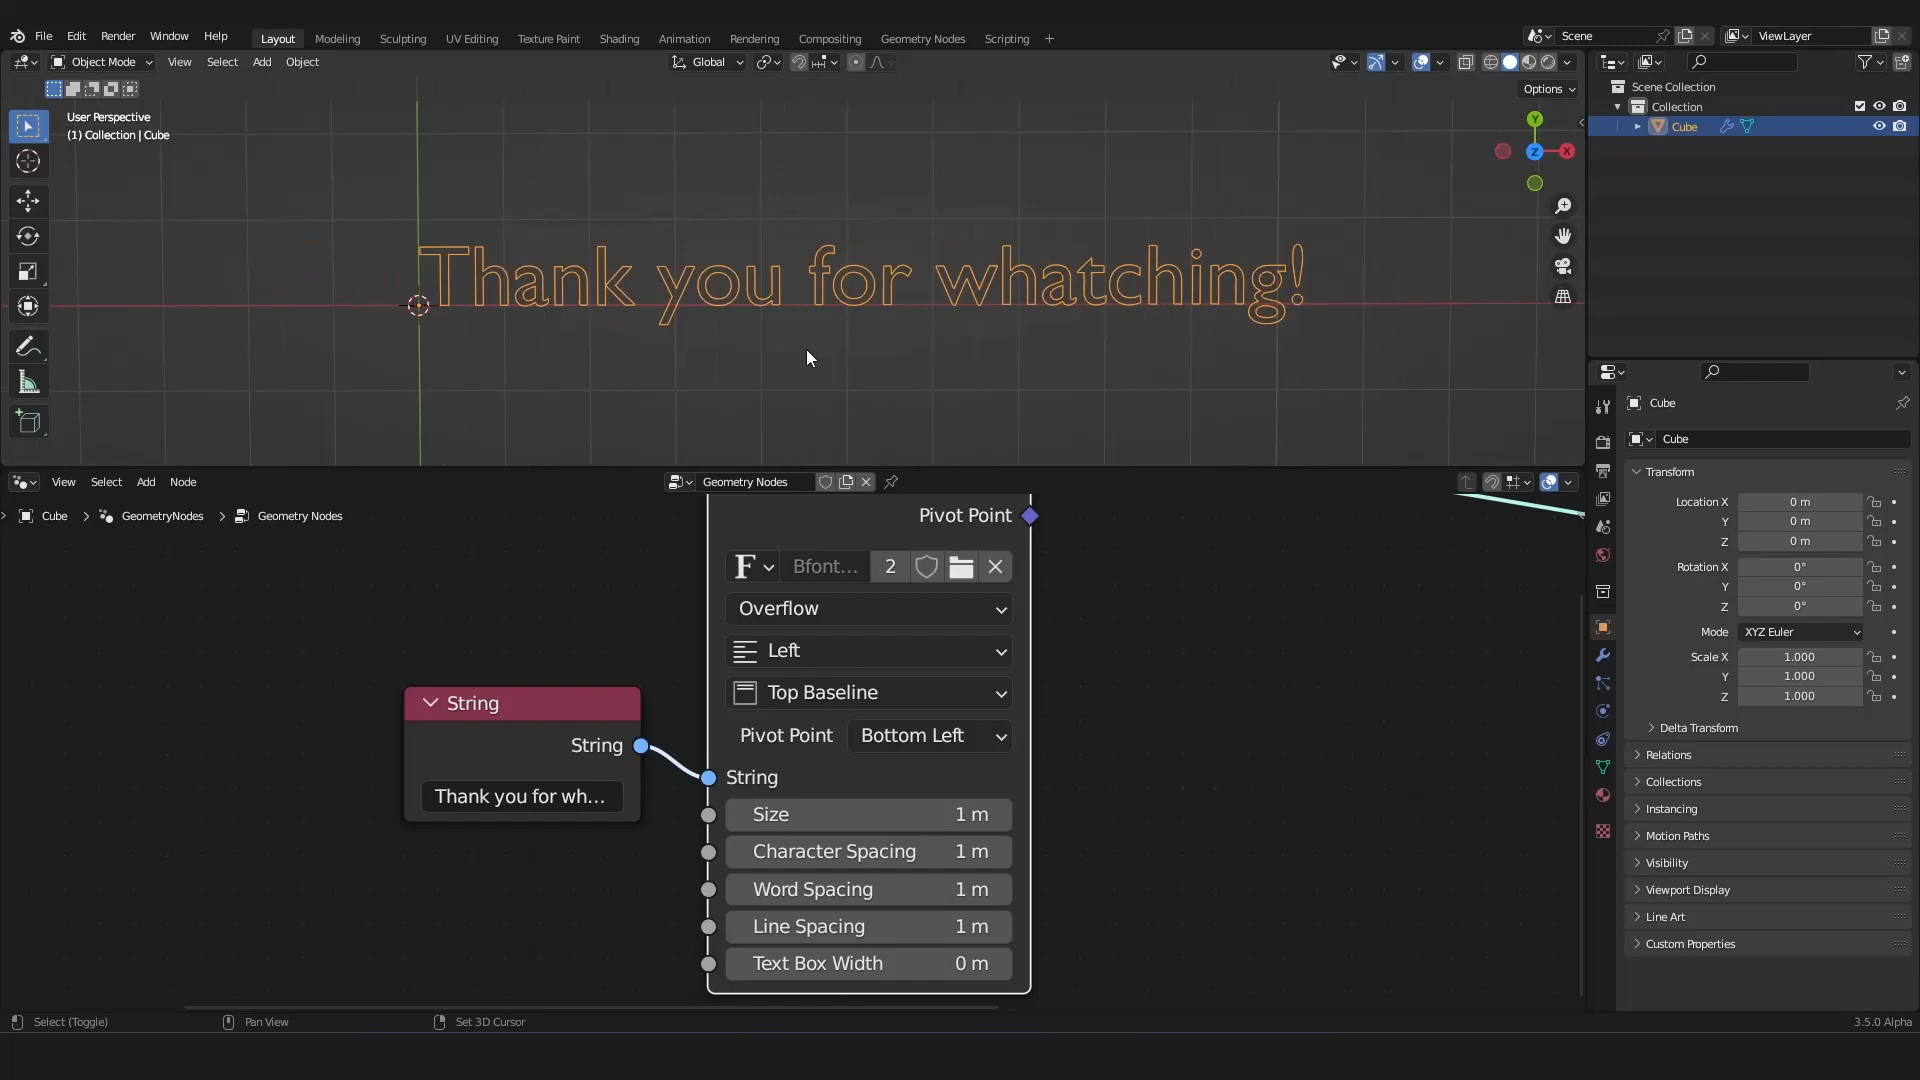 File Edit Render Window Help Layout Modeling Sculpting UV Editing Texture Paint Shading Animation Rendering Compositing Geometry Nodes Scripting + Scene ViewLayer
Object Mode View Select Add Object Global
Options
User Perspective
(1) Collection | Cube
Y
Z X
Thank you for whatching!
Scene Collection
Collection
Cube
View Select Add Node Geometry Nodes
Cube > GeometryNodes > Geometry Nodes
Pivot Point
F Bfont... 2
Overflow
Left
Top Baseline
Pivot Point Bottom Left
String
String
Thank you for wh...
String
Size 1 m
Character Spacing 1 m
Word Spacing 1 m
Line Spacing 1 m
Text Box Width 0 m
Cube
Cube
Transform
Location X 0 m
Y 0 m
Z 0 m
Rotation X 0°
Y 0°
Z 0°
Mode XYZ Euler
Scale X 1.000
Y 1.000
Z 1.000
Delta Transform
Relations
Collections
Instancing
Motion Paths
Visibility
Viewport Display
Line Art
Custom Properties
Select (Toggle) Pan View Set 3D Cursor 3.5.0 Alpha